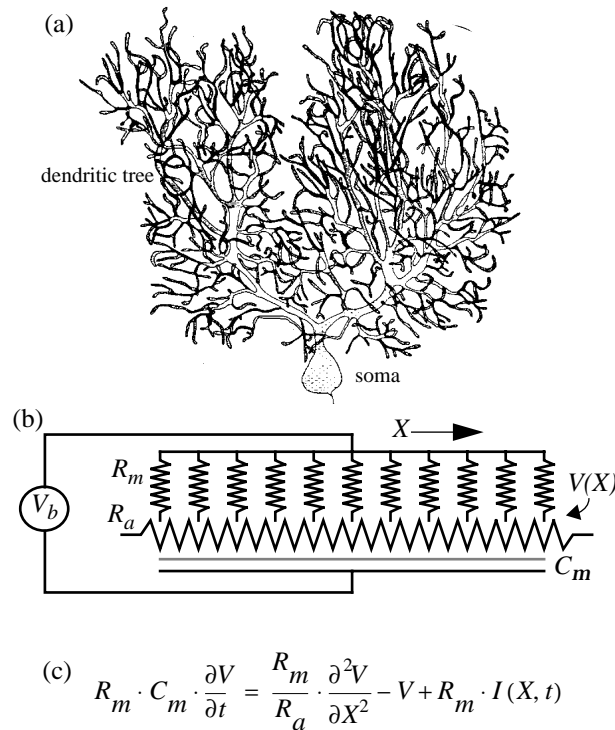 (a)
dendritic tree
soma
(b)
X
R_m
V(X)
V_b
R_a
C_m
(c) R_m · C_m · ∂V/∂t = R_m/R_a · ∂²V/∂X² − V + R_m · I (X, t)